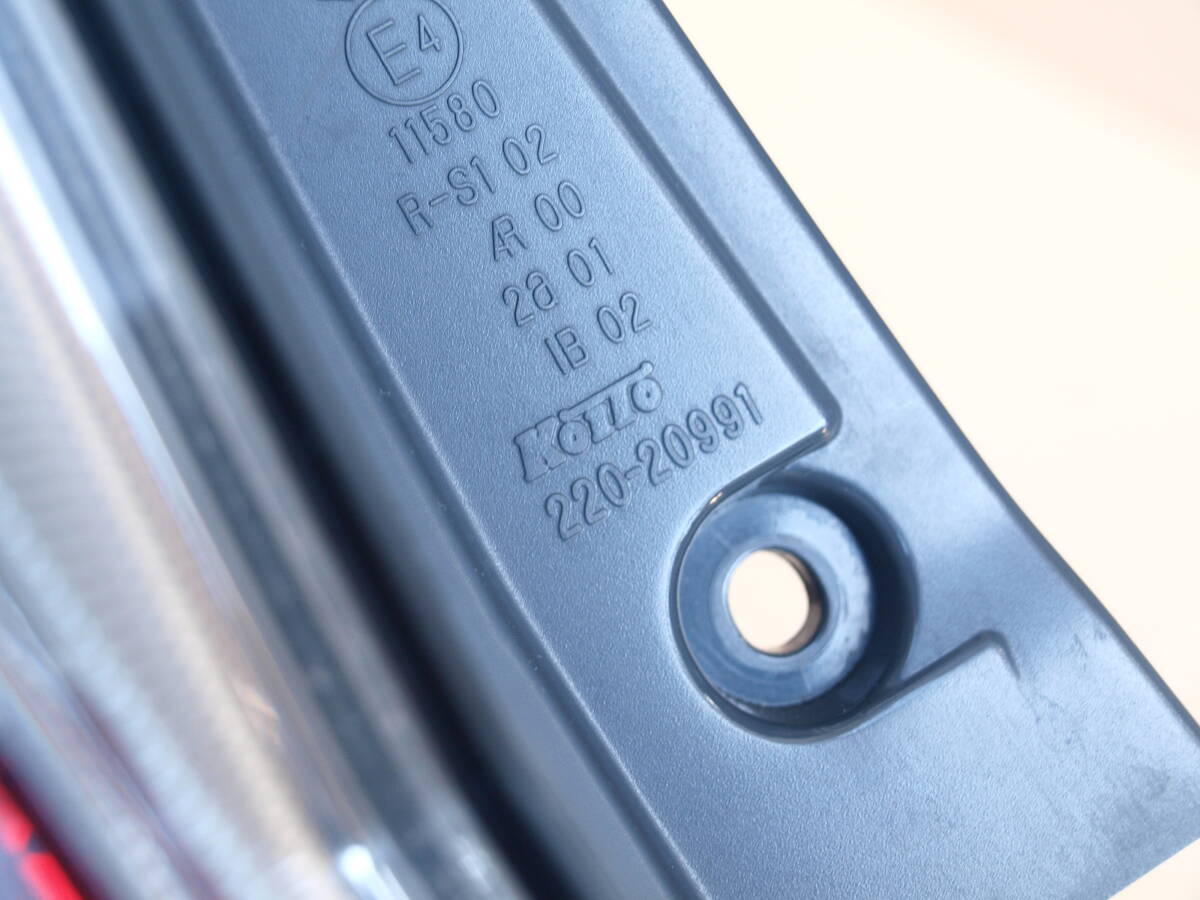 E4
11580
R-S1 02
AR 00
2a 01
IB 02
KOITO
220-20991